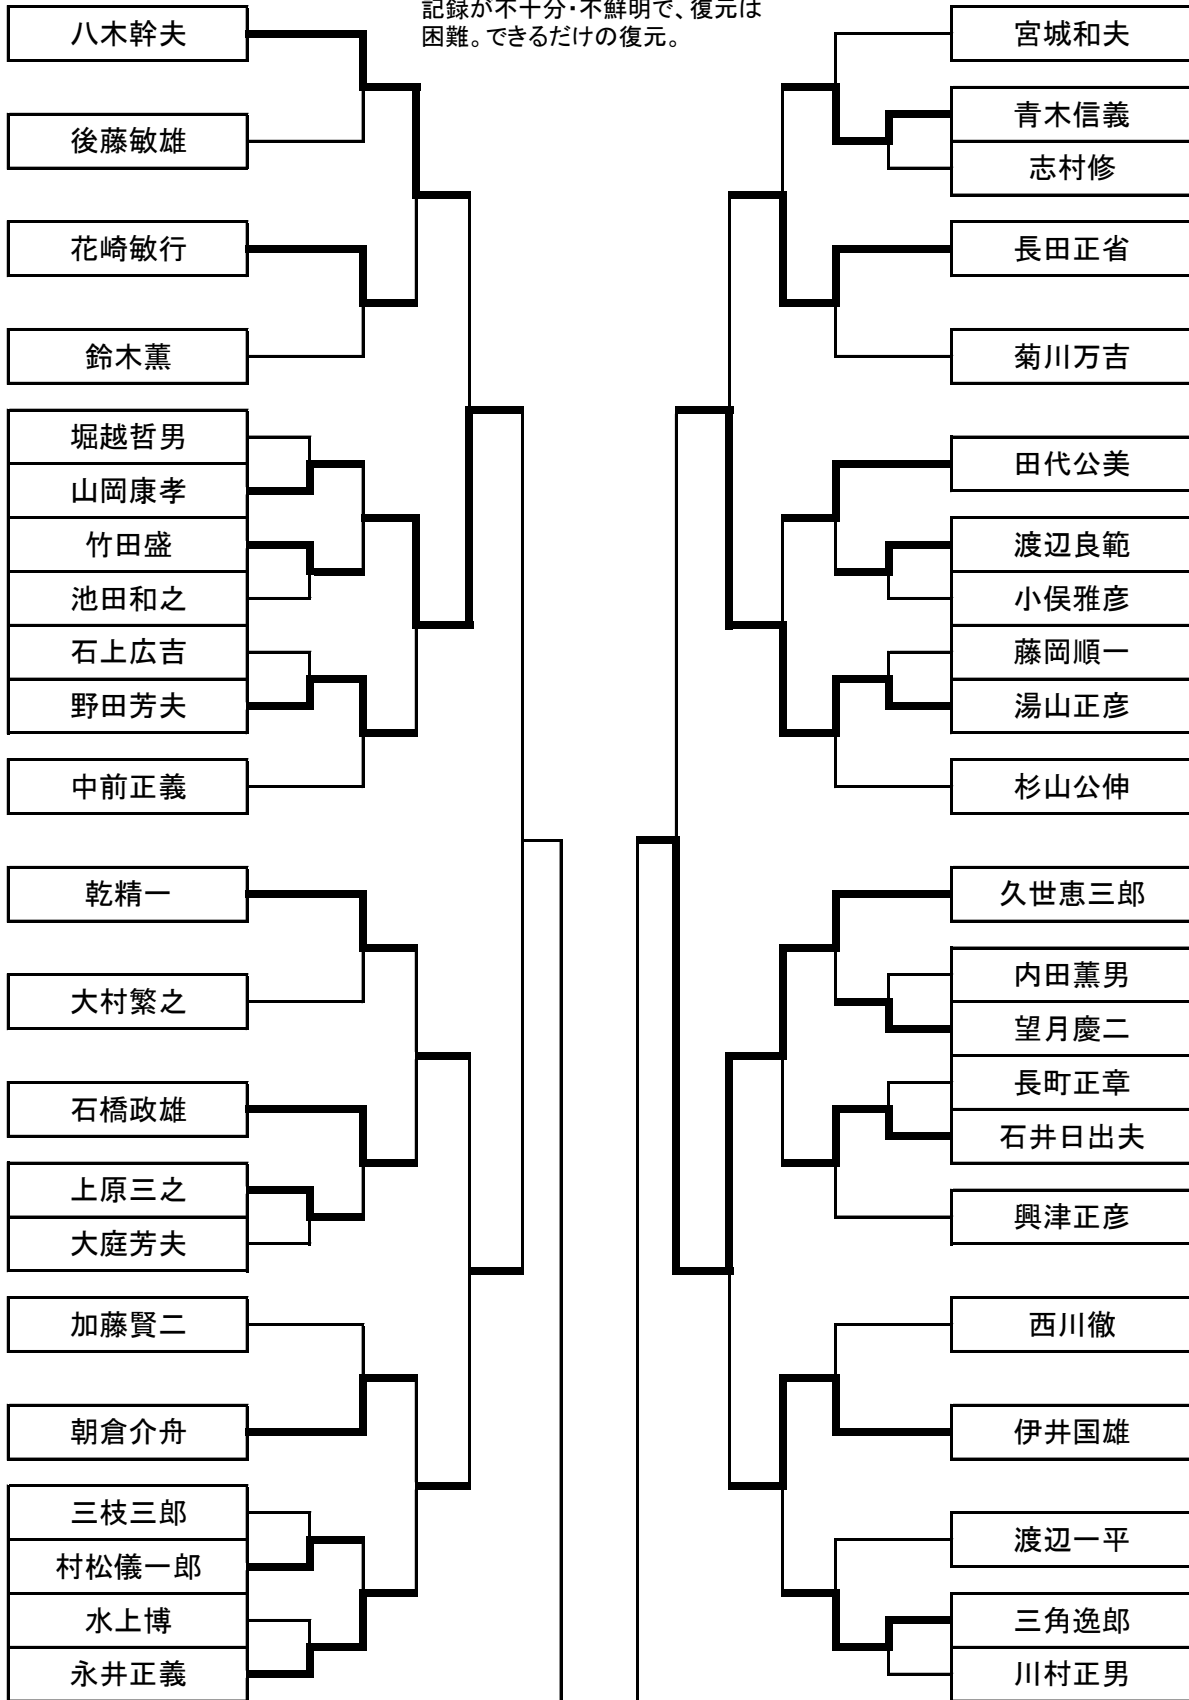 記録が不十分・不鮮明で、復元は
困難。できるだけの復元。
八木幹夫
後藤敏雄
花崎敏行
鈴木薫
堀越哲男
山岡康孝
竹田盛
池田和之
石上広吉
野田芳夫
中前正義
乾精一
大村繁之
石橋政雄
上原三之
大庭芳夫
加藤賢二
朝倉介舟
三枝三郎
村松儀一郎
水上博
永井正義
宮城和夫
青木信義
志村修
長田正省
菊川万吉
田代公美
渡辺良範
小俣雅彦
藤岡順一
湯山正彦
杉山公伸
久世恵三郎
内田薫男
望月慶二
長町正章
石井日出夫
興津正彦
西川徹
伊井国雄
渡辺一平
三角逸郎
川村正男